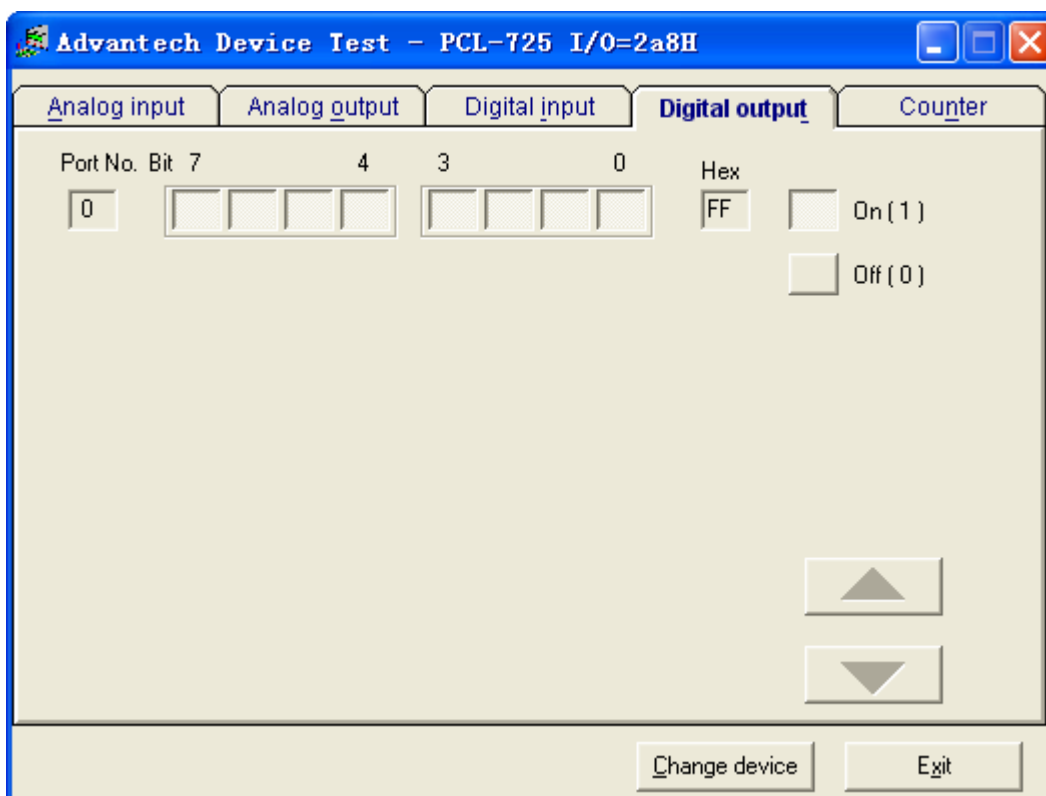 Advantech Device Test - PCL-725 I/O=2a8H
Analog input Analog output Digital input Digital output Counter
Port No. Bit 7 4 3 0 Hex
0 FF On ( 1 )
Off ( 0 )
Change device Exit